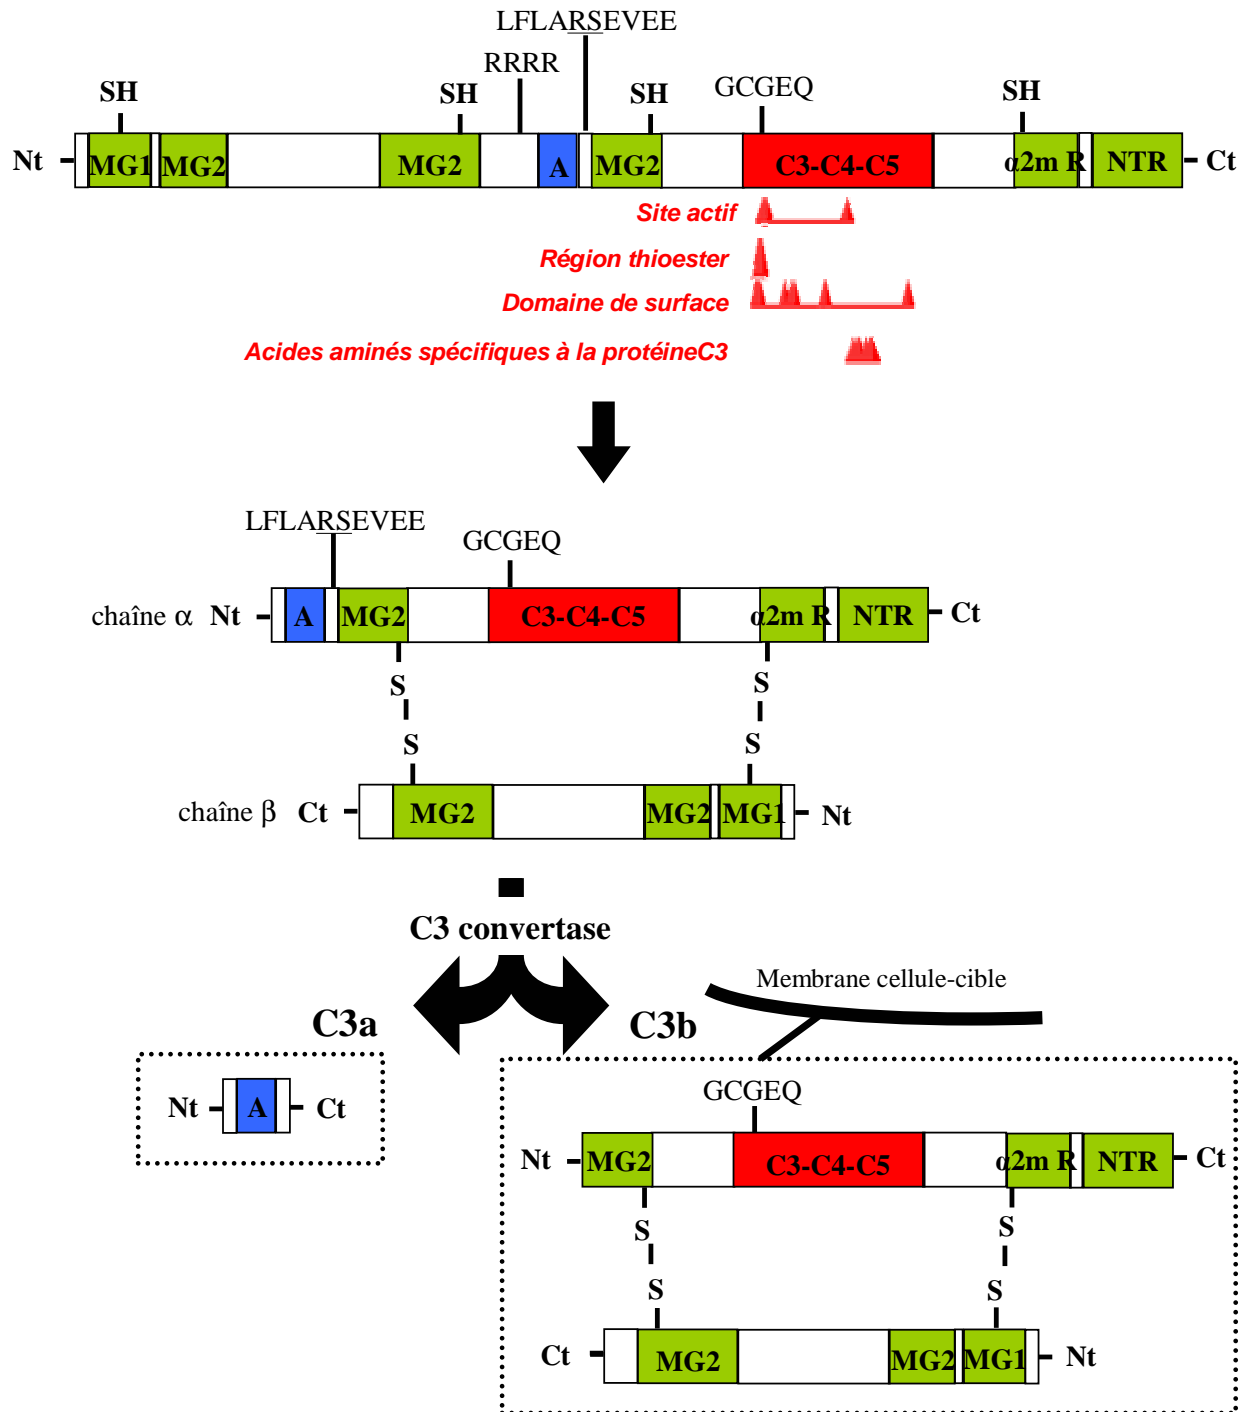 LFLARSEVEE
RRRR
SH SH SH GCGEQ SH
Nt MG1 MG2 MG2 A MG2 C3-C4-C5 α2m R NTR Ct
Site actif
Région thioester
Domaine de surface
Acides aminés spécifiques à la protéineC3
LFLARSEVEE
GCGEQ
chaîne α Nt A MG2 C3-C4-C5 α2m R NTR Ct
S S
S S
chaîne β Ct MG2 MG2 MG1 Nt
C3 convertase
Membrane cellule-cible
C3a C3b
GCGEQ
Nt A Ct
Nt MG2 C3-C4-C5 α2m R NTR Ct
S S
S S
Ct MG2 MG2 MG1 Nt